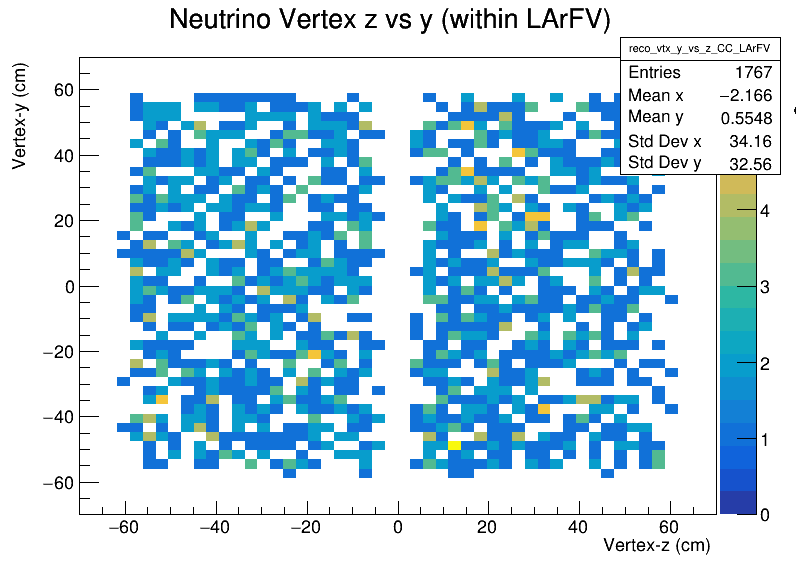 Neutrino Vertex z vs y (within LArFV)
reco_vtx_y_vs_z_CC_LArFV
Entries 1767
Mean x −2.166
Mean y 0.5548
Std Dev x 34.16
Std Dev y 32.56
Vertex-y (cm)
60
40
20
0
−20
−40
−60
4
3
2
1
0
−60 −40 −20 0 20 40 60
Vertex-z (cm)